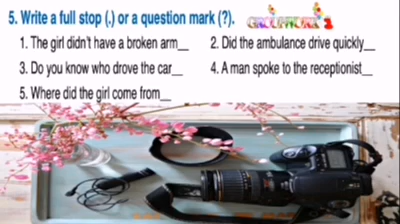 5. Write a full stop (.) or a question mark (?). GROUPWORK 2
1. The girl didn't have a broken arm__ 2. Did the ambulance drive quickly__
3. Do you know who drove the car__ 4. A man spoke to the receptionist__
5. Where did the girl come from__